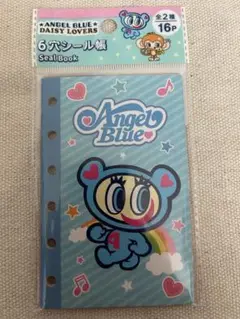 ★ANGEL BLUE★
DAISY LOVERS
6穴シール帳
Seal Book
全2種
16P
Angel
Blue